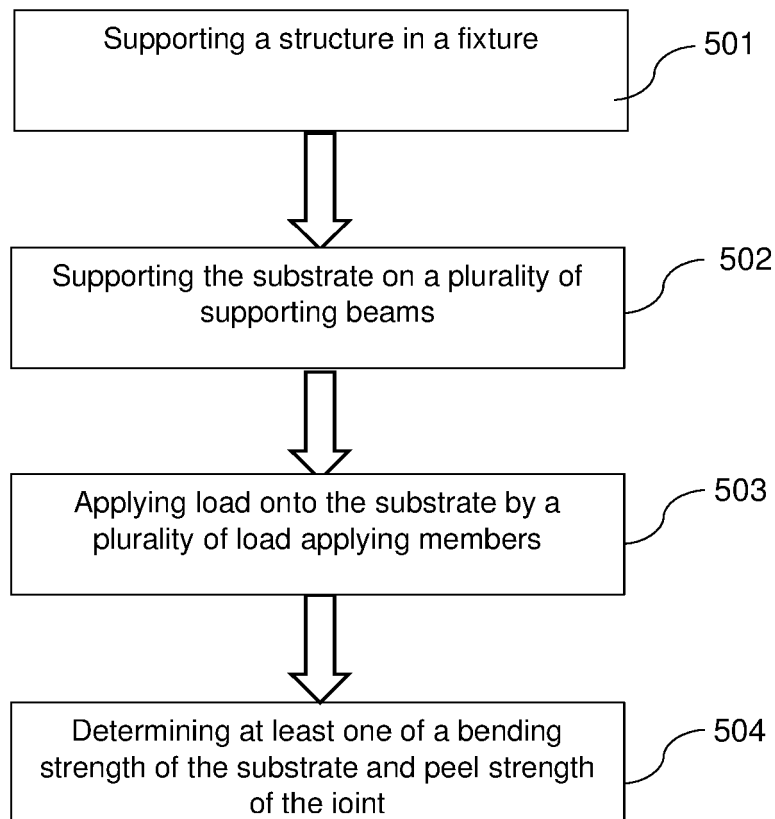 Supporting a structure in a fixture
501
Supporting the substrate on a plurality of
supporting beams
502
Applying load onto the substrate by a
plurality of load applying members
503
Determining at least one of a bending
strength of the substrate and peel strength
of the joint
504